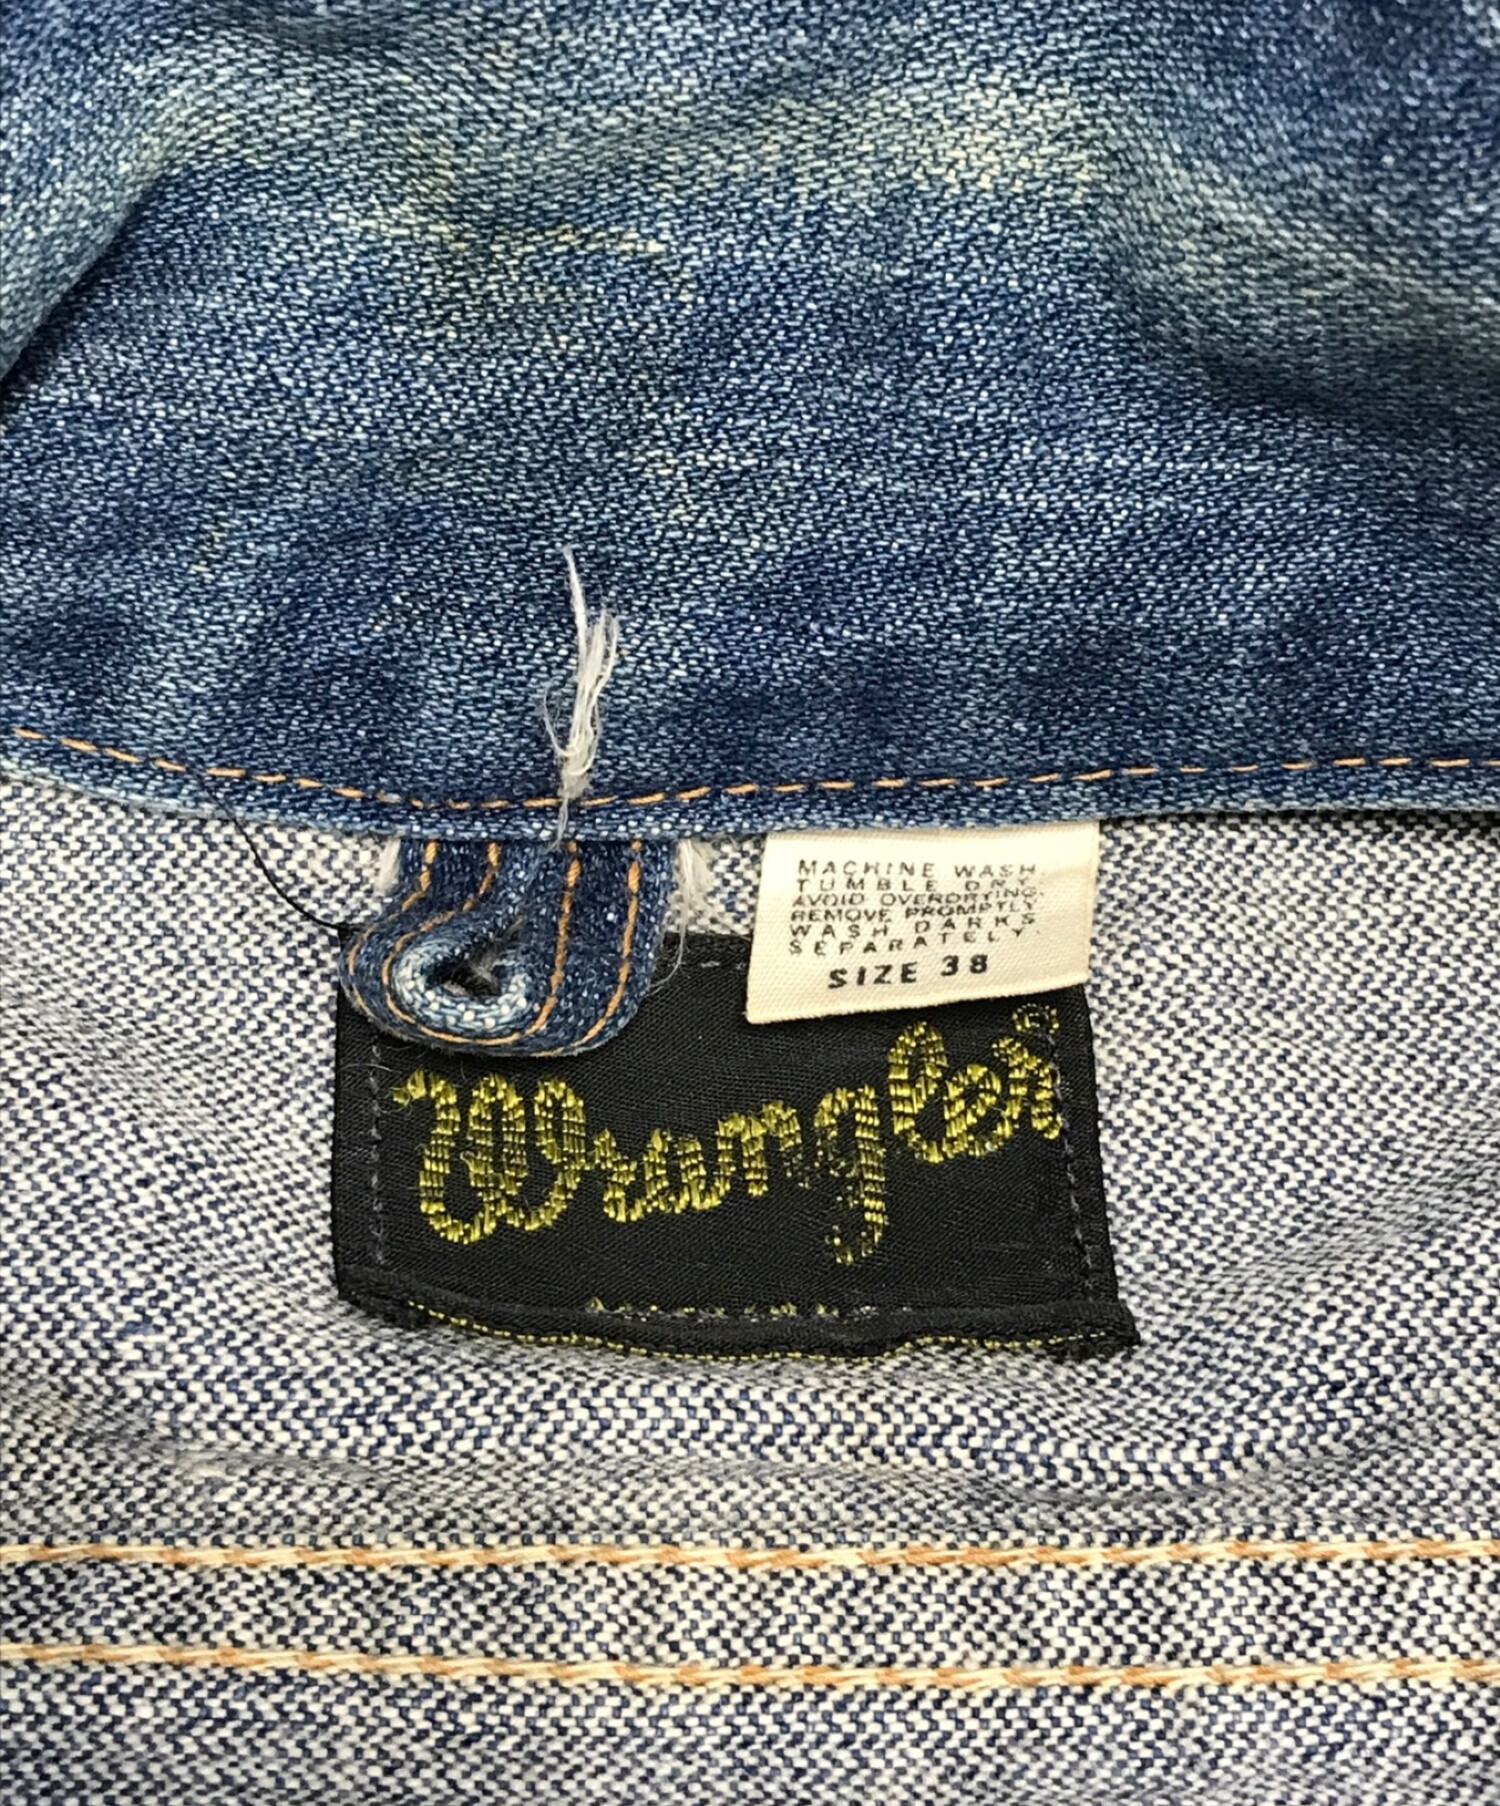 MACHINE WASH.
TUMBLE DRY.
AVOID OVERDRYING.
REMOVE PROMPTLY.
WASH DARKS
SEPARATELY.
SIZE 38
Wrangler®